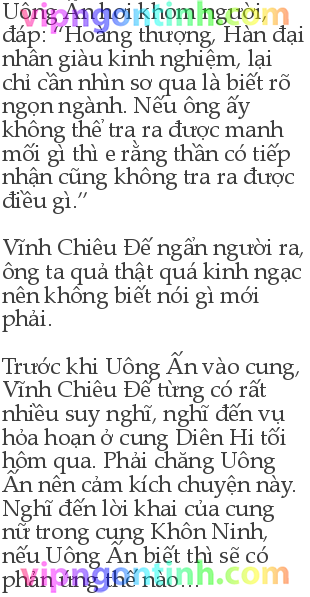 Uông Ấn hơi khom người,
đáp: "Hoàng thượng, Hàn đại
nhân giàu kinh nghiệm, lại
chỉ cần nhìn sơ qua là biết rõ
ngọn ngành. Nếu ông ấy
không thể tra ra được manh
mối gì thì e rằng thần có tiếp
nhận cũng không tra ra được
điều gì."
Vĩnh Chiêu Đế ngẩn người ra,
ông ta quả thật quá kinh ngạc
nên không biết nói gì mới
phải.
Trước khi Uông Ấn vào cung,
Vĩnh Chiêu Đế từng có rất
nhiều suy nghĩ, nghĩ đến vụ
hỏa hoạn ở cung Diên Hi tối
hôm qua. Phải chăng Uông
Ấn nên cảm kích chuyện này.
Nghĩ đến lời khai của cung
nữ trong cung Khôn Ninh,
nếu Uông Ấn biết thì sẽ có
phản ứng thế nào...
vipngontinh.com
vipngontinh.com